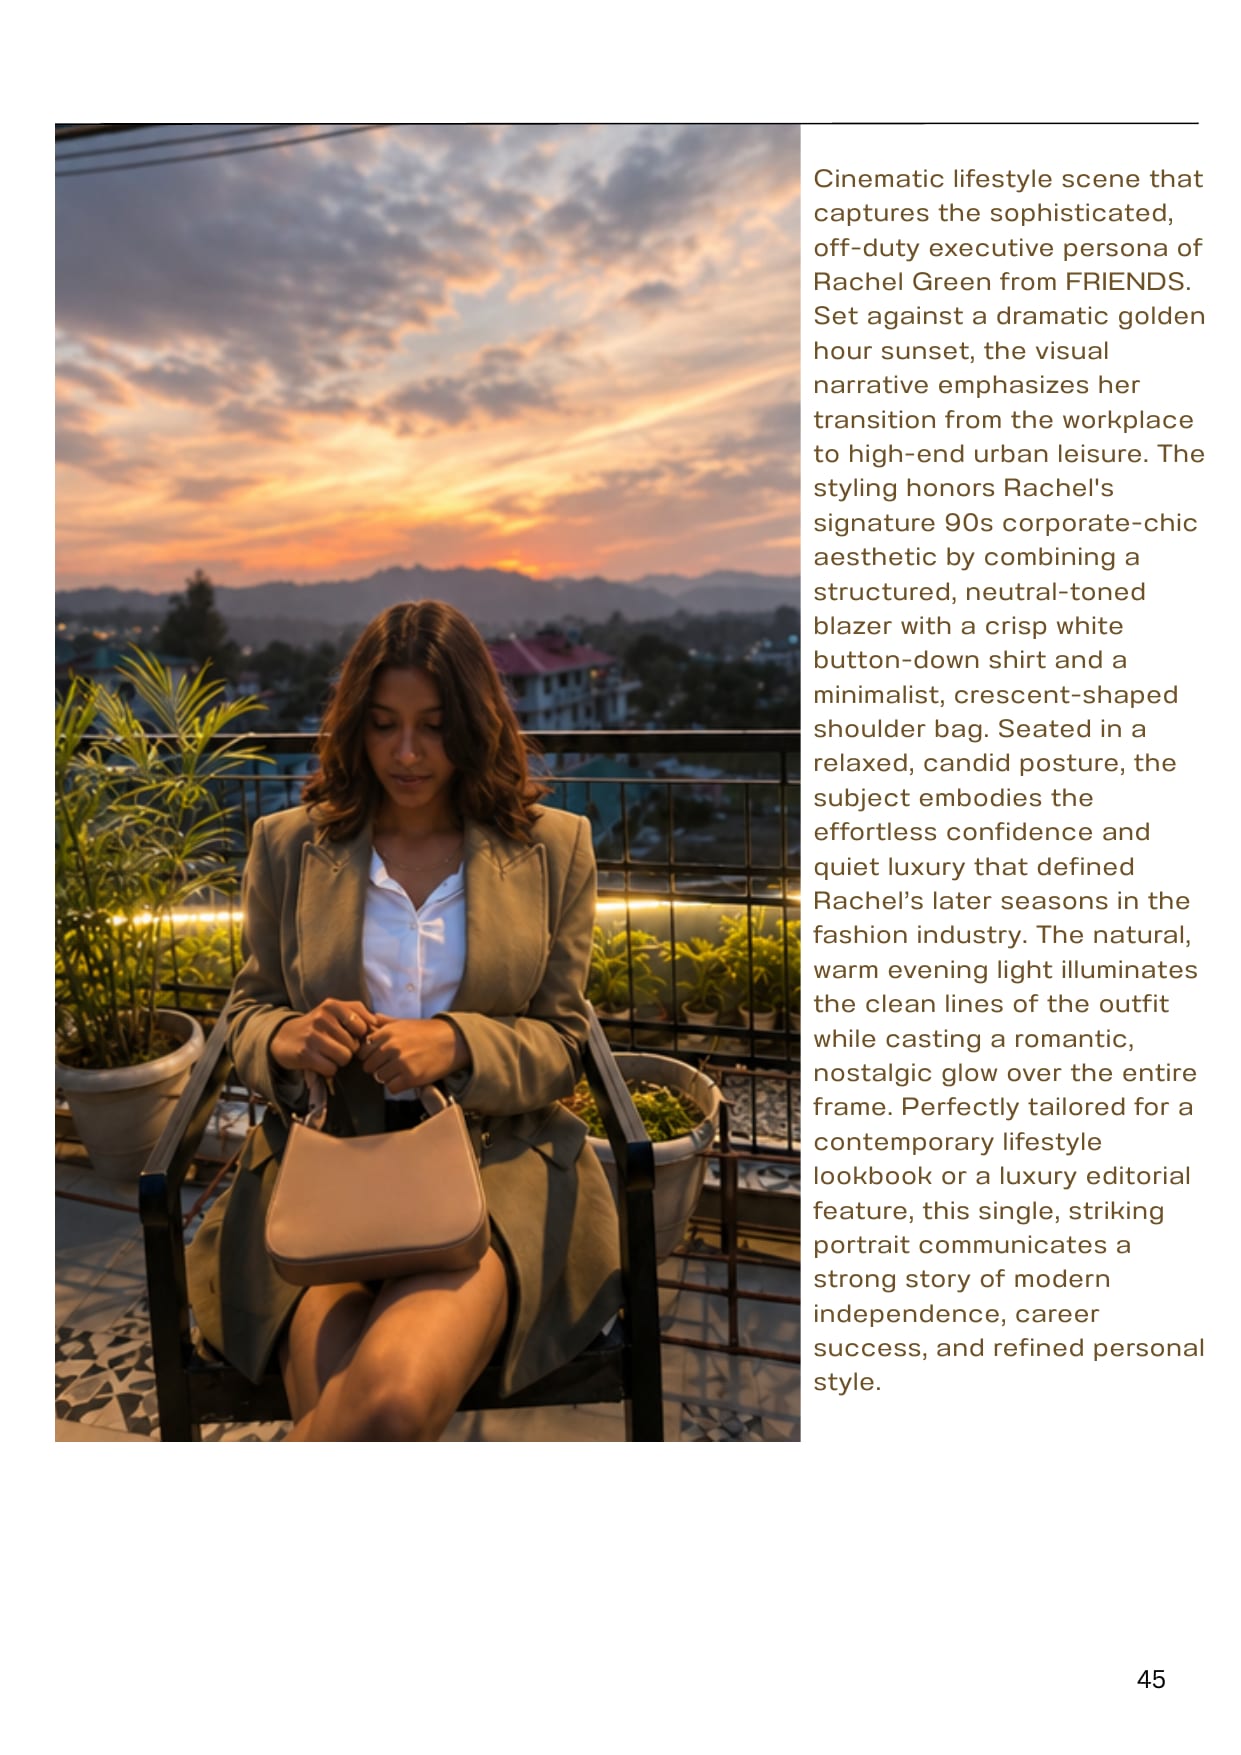 Cinematic lifestyle scene that
captures the sophisticated,
off-duty executive persona of
Rachel Green from FRIENDS.
Set against a dramatic golden
hour sunset, the visual
narrative emphasizes her
transition from the workplace
to high-end urban leisure. The
styling honors Rachel's
signature 90s corporate-chic
aesthetic by combining a
structured, neutral-toned
blazer with a crisp white
button-down shirt and a
minimalist, crescent-shaped
shoulder bag. Seated in a
relaxed, candid posture, the
subject embodies the
effortless confidence and
quiet luxury that defined
Rachel’s later seasons in the
fashion industry. The natural,
warm evening light illuminates
the clean lines of the outfit
while casting a romantic,
nostalgic glow over the entire
frame. Perfectly tailored for a
contemporary lifestyle
lookbook or a luxury editorial
feature, this single, striking
portrait communicates a
strong story of modern
independence, career
success, and refined personal
style.
45